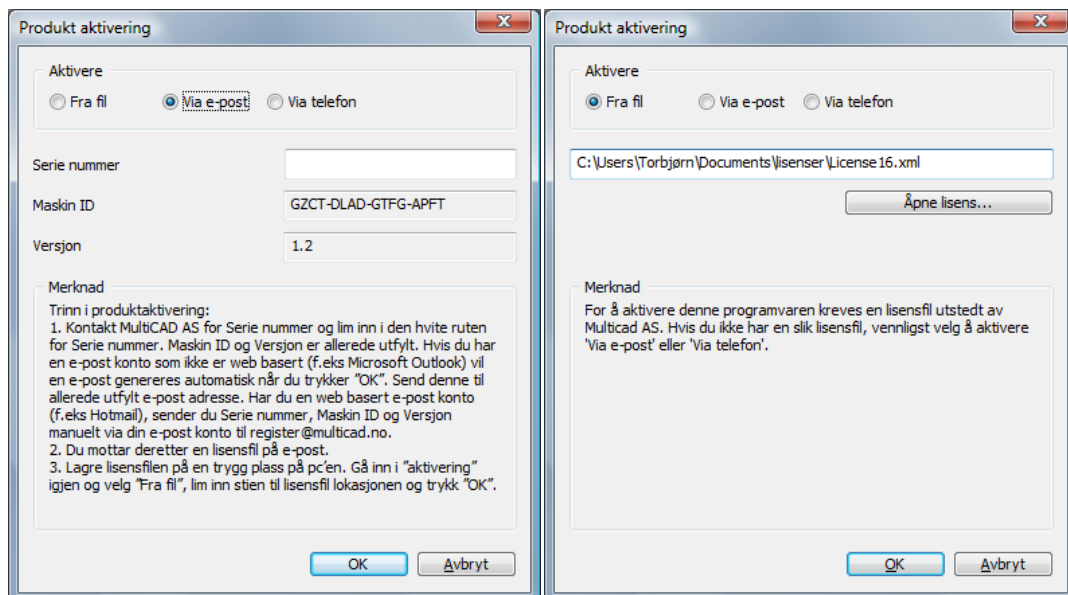 Produkt aktivering
Aktivere
Fra fil
Via e-post
Via telefon
Serie nummer
Maskin ID
GZCT-DLAD-GTFG-APFT
Versjon
1.2
Merknad
Trinn i produktaktivering:
1. Kontakt MultiCAD AS for Serie nummer og lim inn i den hvite ruten
for Serie nummer. Maskin ID og Versjon er allerede utfylt. Hvis du har
en e-post konto som ikke er web basert (f.eks Microsoft Outlook) vil
en e-post genereres automatisk når du trykker ”OK”. Send denne til
allerede utfylt e-post adresse. Har du en web basert e-post konto
(f.eks Hotmail), sender du Serie nummer, Maskin ID og Versjon
manuelt via din e-post konto til register@multicad.no.
2. Du mottar deretter en lisensfil på e-post.
3. Lagre lisensfilen på en trygg plass på pc’en. Gå inn i ”aktivering”
igjen og velg ”Fra fil”, lim inn stien til lisensfil lokasjonen og trykk ”OK”.
OK
Avbryt
Produkt aktivering
Aktivere
Fra fil
Via e-post
Via telefon
C:\Users\Torbjørn\Documents\lisenser\License16.xml
Åpne lisens...
Merknad
For å aktivere denne programvaren kreves en lisensfil utstedt av
Multicad AS. Hvis du ikke har en slik lisensfil, vennligst velg å aktivere
'Via e-post' eller 'Via telefon'.
OK
Avbryt